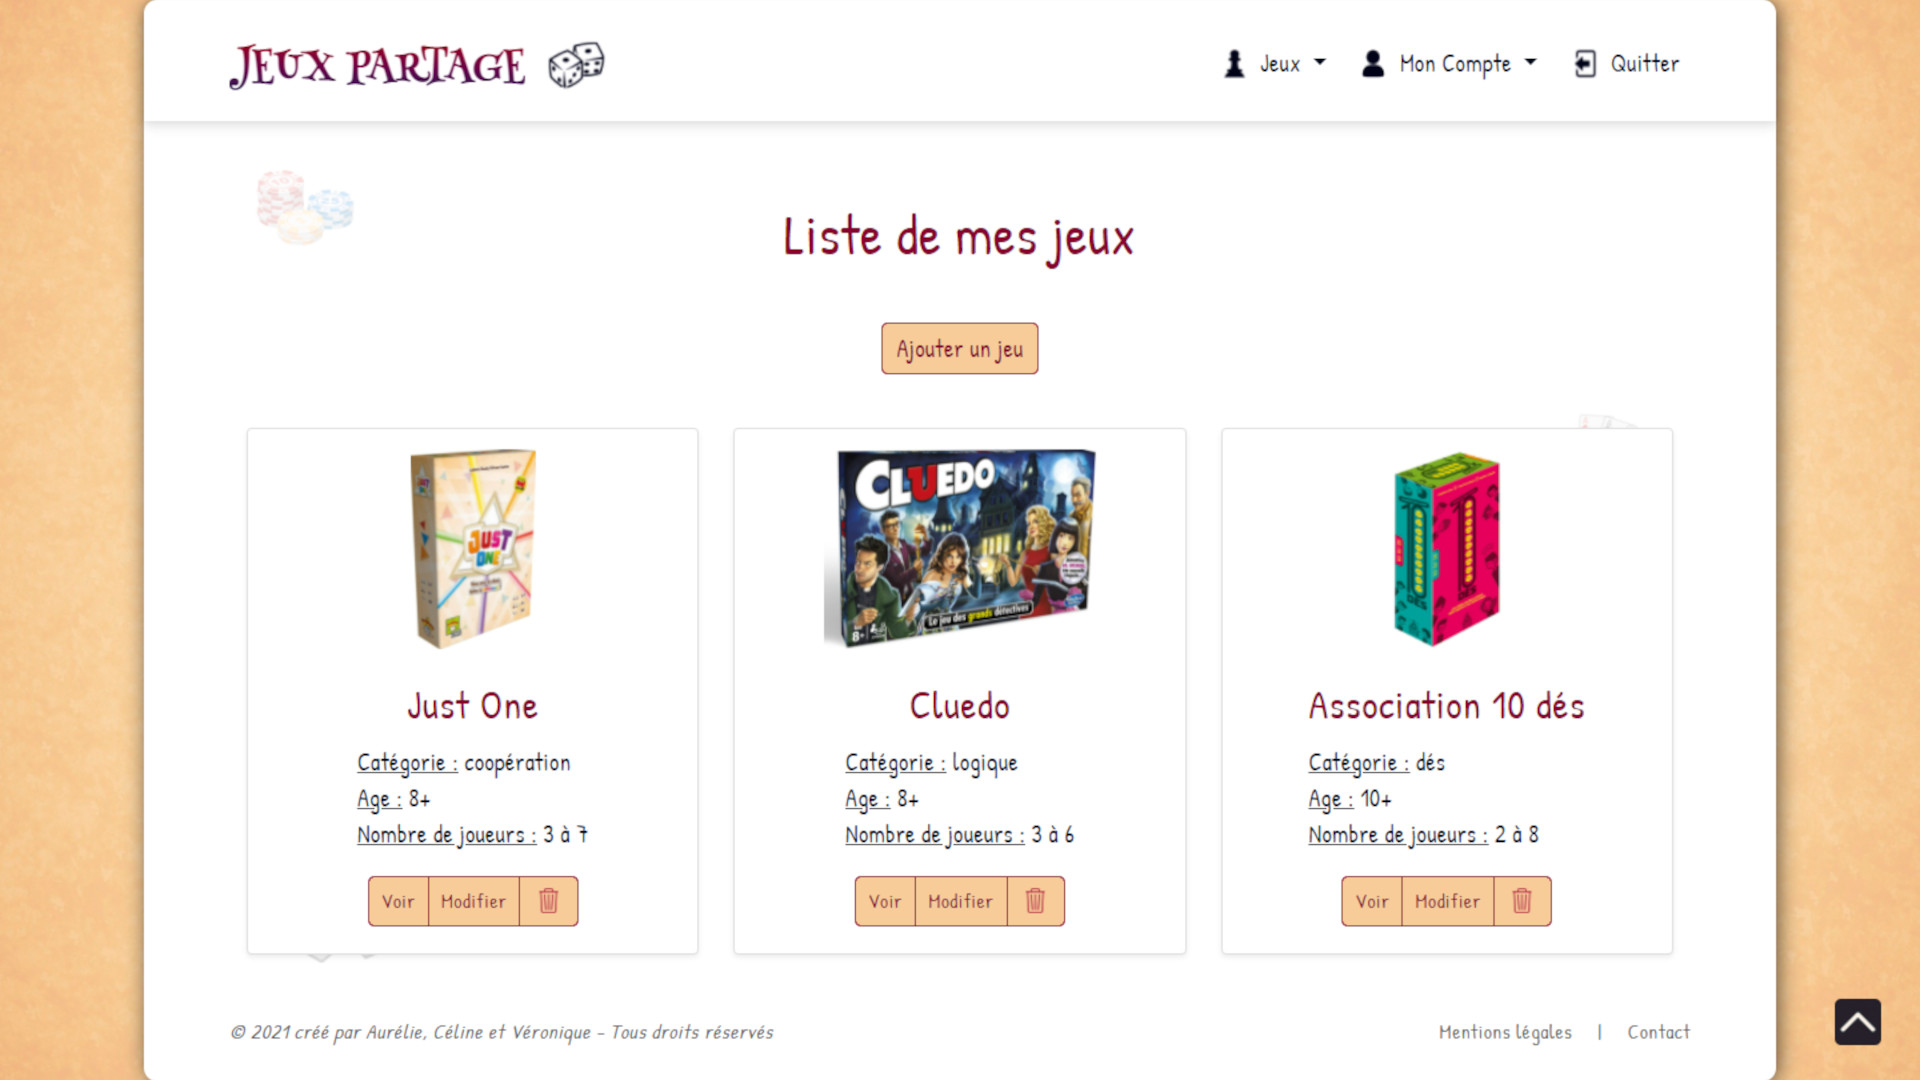 JEUX PARTAGE
Jeux
Mon Compte
Quitter
Liste de mes jeux
Ajouter un jeu
JUST ONE
CLUEDO
Le jeu des grands détectives
8+
Just One
Catégorie : coopération
Age : 8+
Nombre de joueurs : 3 à 7
Voir Modifier
Cluedo
Catégorie : logique
Age : 8+
Nombre de joueurs : 3 à 6
Voir Modifier
Association 10 dés
Catégorie : dés
Age : 10+
Nombre de joueurs : 2 à 8
Voir Modifier
© 2021 créé par Aurélie, Céline et Véronique - Tous droits réservés
Mentions légales | Contact